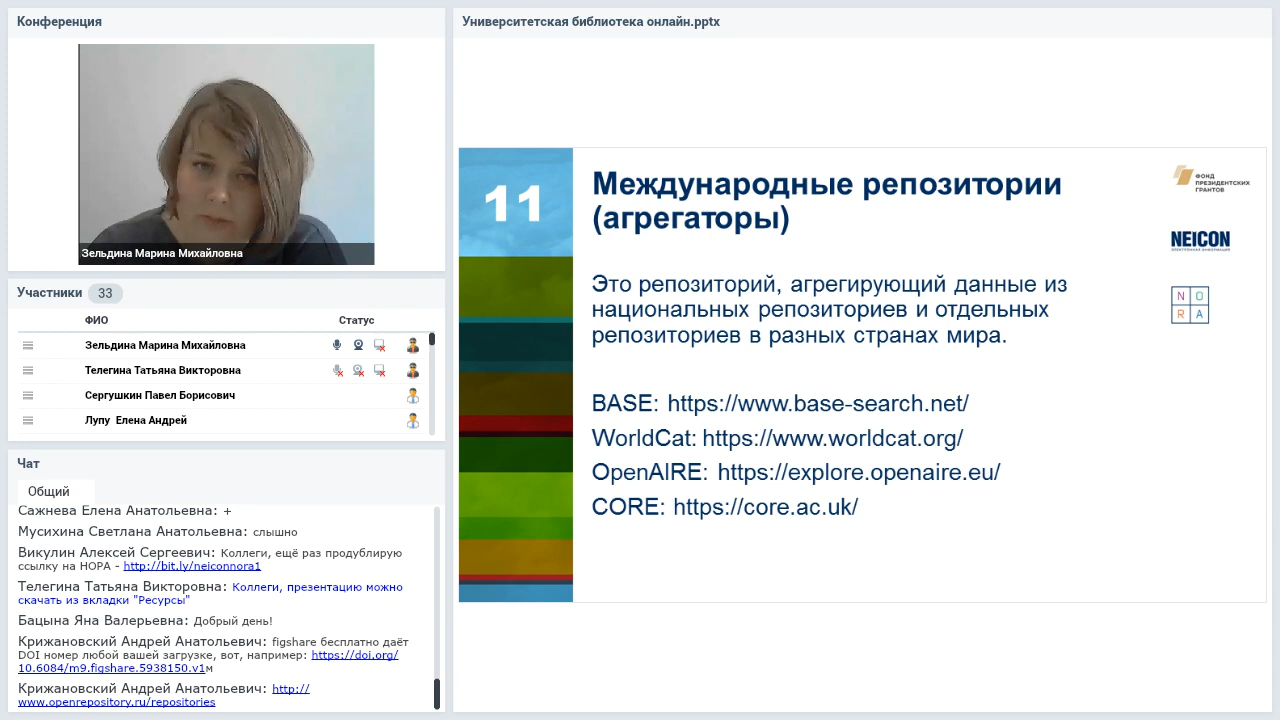 Конференция
Зельдина Марина Михайловна
Участники 33
ФИО Статус
Зельдина Марина Михайловна
Телегина Татьяна Викторовна
Сергушкин Павел Борисович
Лупу Елена Андрей
Чат
Общий
Сажнева Елена Анатольевна: +
Мусихина Светлана Анатольевна: слышно
Викулин Алексей Сергеевич: Коллеги, ещё раз продублирую
ссылку на НОРА - http://bit.ly/neiconnora1
Телегина Татьяна Викторовна: Коллеги, презентацию можно
скачать из вкладки "Ресурсы"
Бацына Яна Валерьевна: Добрый день!
Крижановский Андрей Анатольевич: figshare бесплатно даёт
DOI номер любой вашей загрузке, вот, например: https://doi.org/
10.6084/m9.figshare.5938150.v1м
Крижановский Андрей Анатольевич: http://
www.openrepository.ru/repositories
Университетская библиотека онлайн.pptx
11
Международные репозитории
(агрегаторы)
Это репозиторий, агрегирующий данные из
национальных репозиториев и отдельных
репозиториев в разных странах мира.
BASE: https://www.base-search.net/
WorldCat: https://www.worldcat.org/
OpenAIRE: https://explore.openaire.eu/
CORE: https://core.ac.uk/
ФОНД
ПРЕЗИДЕНТСКИХ
ГРАНТОВ
NEICON
ЭЛЕКТРОННАЯ ИНФОРМАЦИЯ
N O
R A